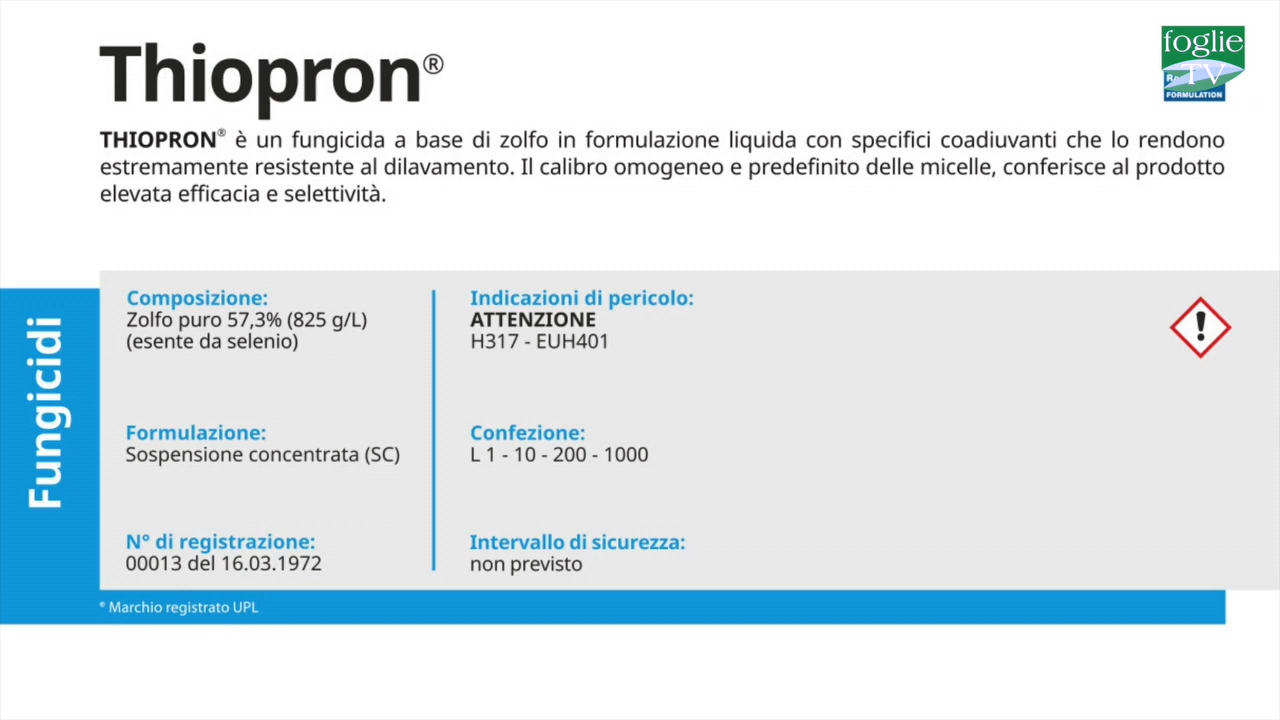 Thiopron®
foglie
TV
FORMULATION
THIOPRON® è un fungicida a base di zolfo in formulazione liquida con specifici coadiuvanti che lo rendono
estremamente resistente al dilavamento. Il calibro omogeneo e predefinito delle micelle, conferisce al prodotto
elevata efficacia e selettività.
Fungicidi
Composizione:
Zolfo puro 57,3% (825 g/L)
(esente da selenio)
Formulazione:
Sospensione concentrata (SC)
N° di registrazione:
00013 del 16.03.1972
Indicazioni di pericolo:
ATTENZIONE
H317 - EUH401
Confezione:
L 1 - 10 - 200 - 1000
Intervallo di sicurezza:
non previsto
® Marchio registrato UPL